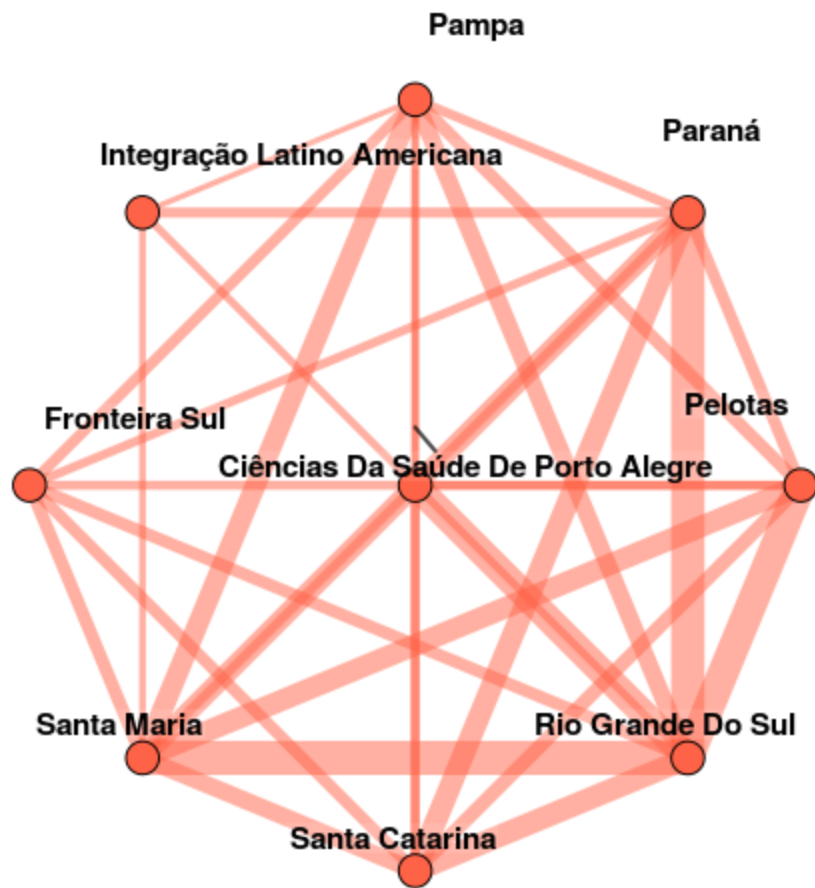 Pampa
Paraná
Integração Latino Americana
Pelotas
Fronteira Sul
Ciências Da Saúde De Porto Alegre
Santa Maria
Rio Grande Do Sul
Santa Catarina